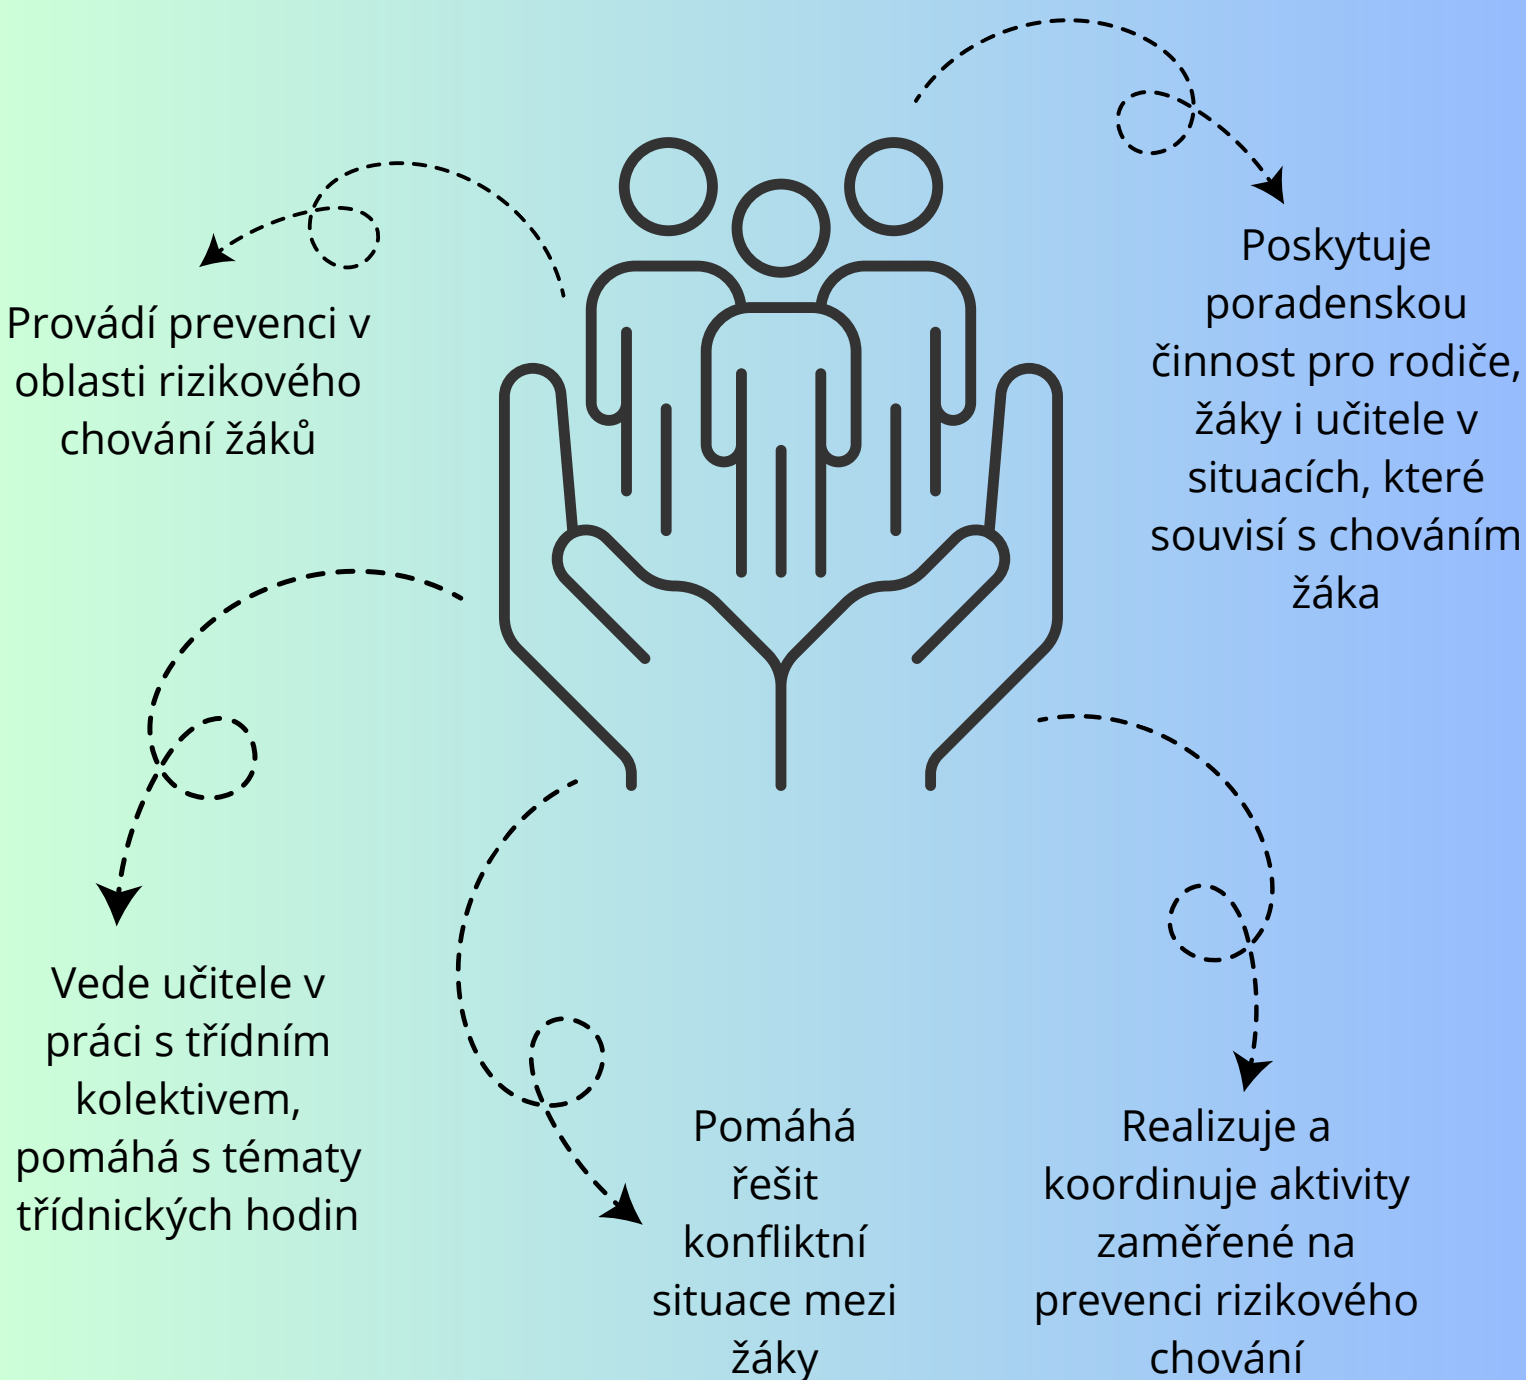 Provádí prevenci v
oblasti rizikového
chování žáků
Poskytuje
poradenskou
činnost pro rodiče,
žáky i učitele v
situacích, které
souvisí s chováním
žáka
Vede učitele v
práci s třídním
kolektivem,
pomáhá s tématy
třídnických hodin
Pomáhá
řešit
konfliktní
situace mezi
žáky
Realizuje a
koordinuje aktivity
zaměřené na
prevenci rizikového
chování